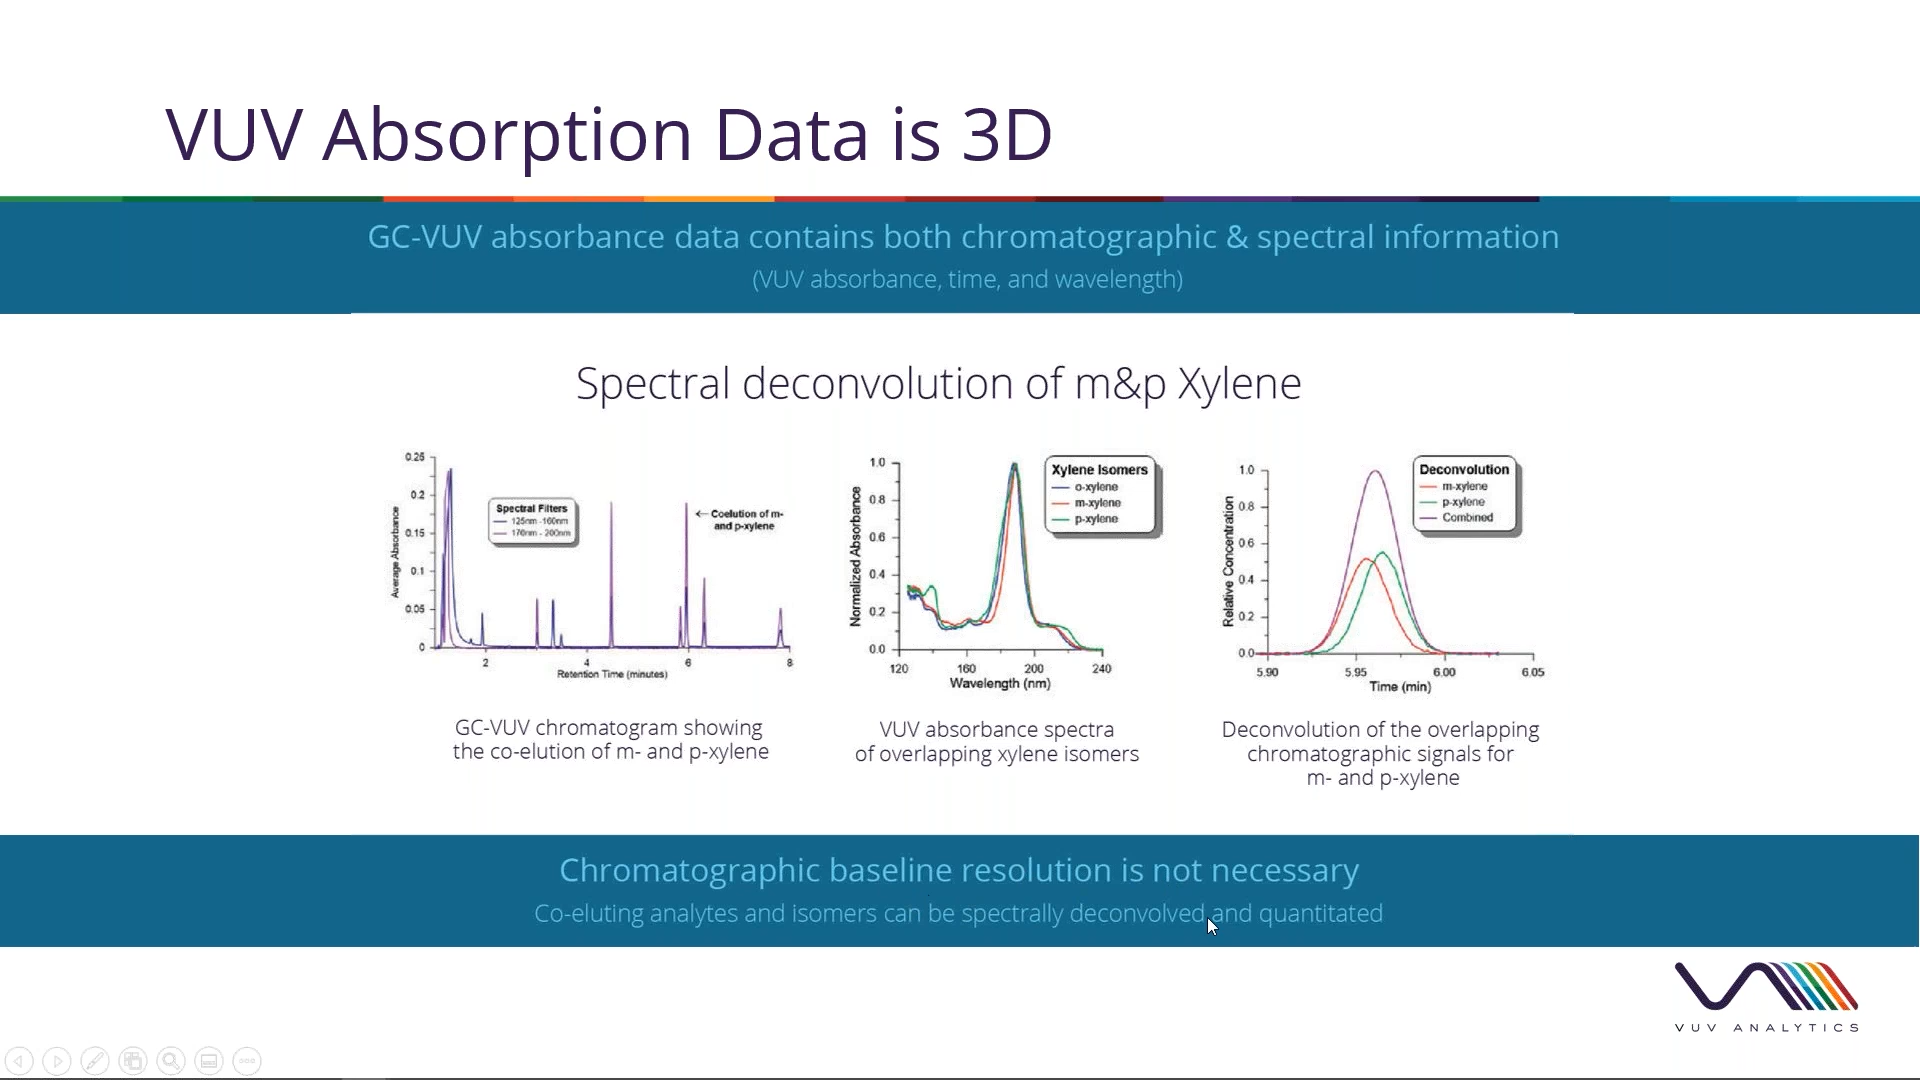 VUV Absorption Data is 3D
GC-VUV absorbance data contains both chromatographic & spectral information
(VUV absorbance, time, and wavelength)
Spectral deconvolution of m&p Xylene
0.25
0.2
0.15
0.1
0.05
0
Average Absorbance
Spectral Filters
125nm -160nm
170nm - 200nm
Coelution of m-
and p-xylene
2
4
6
8
Retention Time (minutes)
GC-VUV chromatogram showing
the co-elution of m- and p-xylene
1.0
0.8
0.6
0.4
0.2
0.0
Normalized Absorbance
Xylene Isomers
o-xylene
m-xylene
p-xylene
120
160
200
240
Wavelength (nm)
VUV absorbance spectra
of overlapping xylene isomers
1.0
0.8
0.6
0.4
0.2
0.0
Relative Concentration
Deconvolution
m-xylene
p-xylene
Combined
5.90
5.95
6.00
6.05
Time (min)
Deconvolution of the overlapping
chromatographic signals for
m- and p-xylene
Chromatographic baseline resolution is not necessary
Co-eluting analytes and isomers can be spectrally deconvolved and quantitated
VUV ANALYTICS